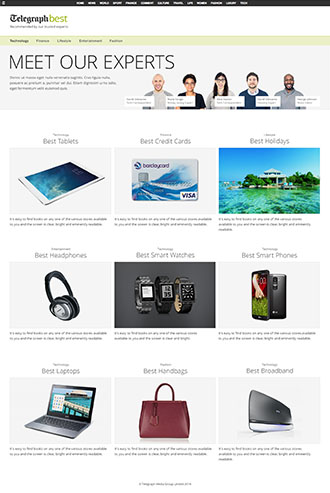 HOME NEWS WORLD SPORT FINANCE COMMENT CULTURE TRAVEL LIFE WOMEN FASHION LUXURY TECH
Telegraph best
Recommended by our trusted experts
Technology Finance Lifestyle Entertainment Fashion
MEET OUR EXPERTS
Technology
Best Tablets
Finance
Best Credit Cards
Lifestyle
Best Holidays
barclaycard
VISA
It's easy to find books on any one of the various stores available
to you and the screen is clear, bright and eminently readable.
It's easy to find books on any one of the various stores available
to you and the screen is clear, bright and eminently readable.
It's easy to find books on any one of the various stores available
to you and the screen is clear, bright and eminently readable.
Entertainment
Best Headphones
Technology
Best Smart Watches
Technology
Best Smart Phones
It's easy to find books on any one of the various stores available
to you and the screen is clear, bright and eminently readable.
It's easy to find books on any one of the various stores available
to you and the screen is clear, bright and eminently readable.
It's easy to find books on any one of the various stores available
to you and the screen is clear, bright and eminently readable.
Technology
Best Laptops
Fashion
Best Handbags
Technology
Best Broadband
It's easy to find books on any one of the various stores available
to you and the screen is clear, bright and eminently readable.
It's easy to find books on any one of the various stores available
to you and the screen is clear, bright and eminently readable.
It's easy to find books on any one of the various stores available
to you and the screen is clear, bright and eminently readable.
© Telegraph Media Group Limited 2014